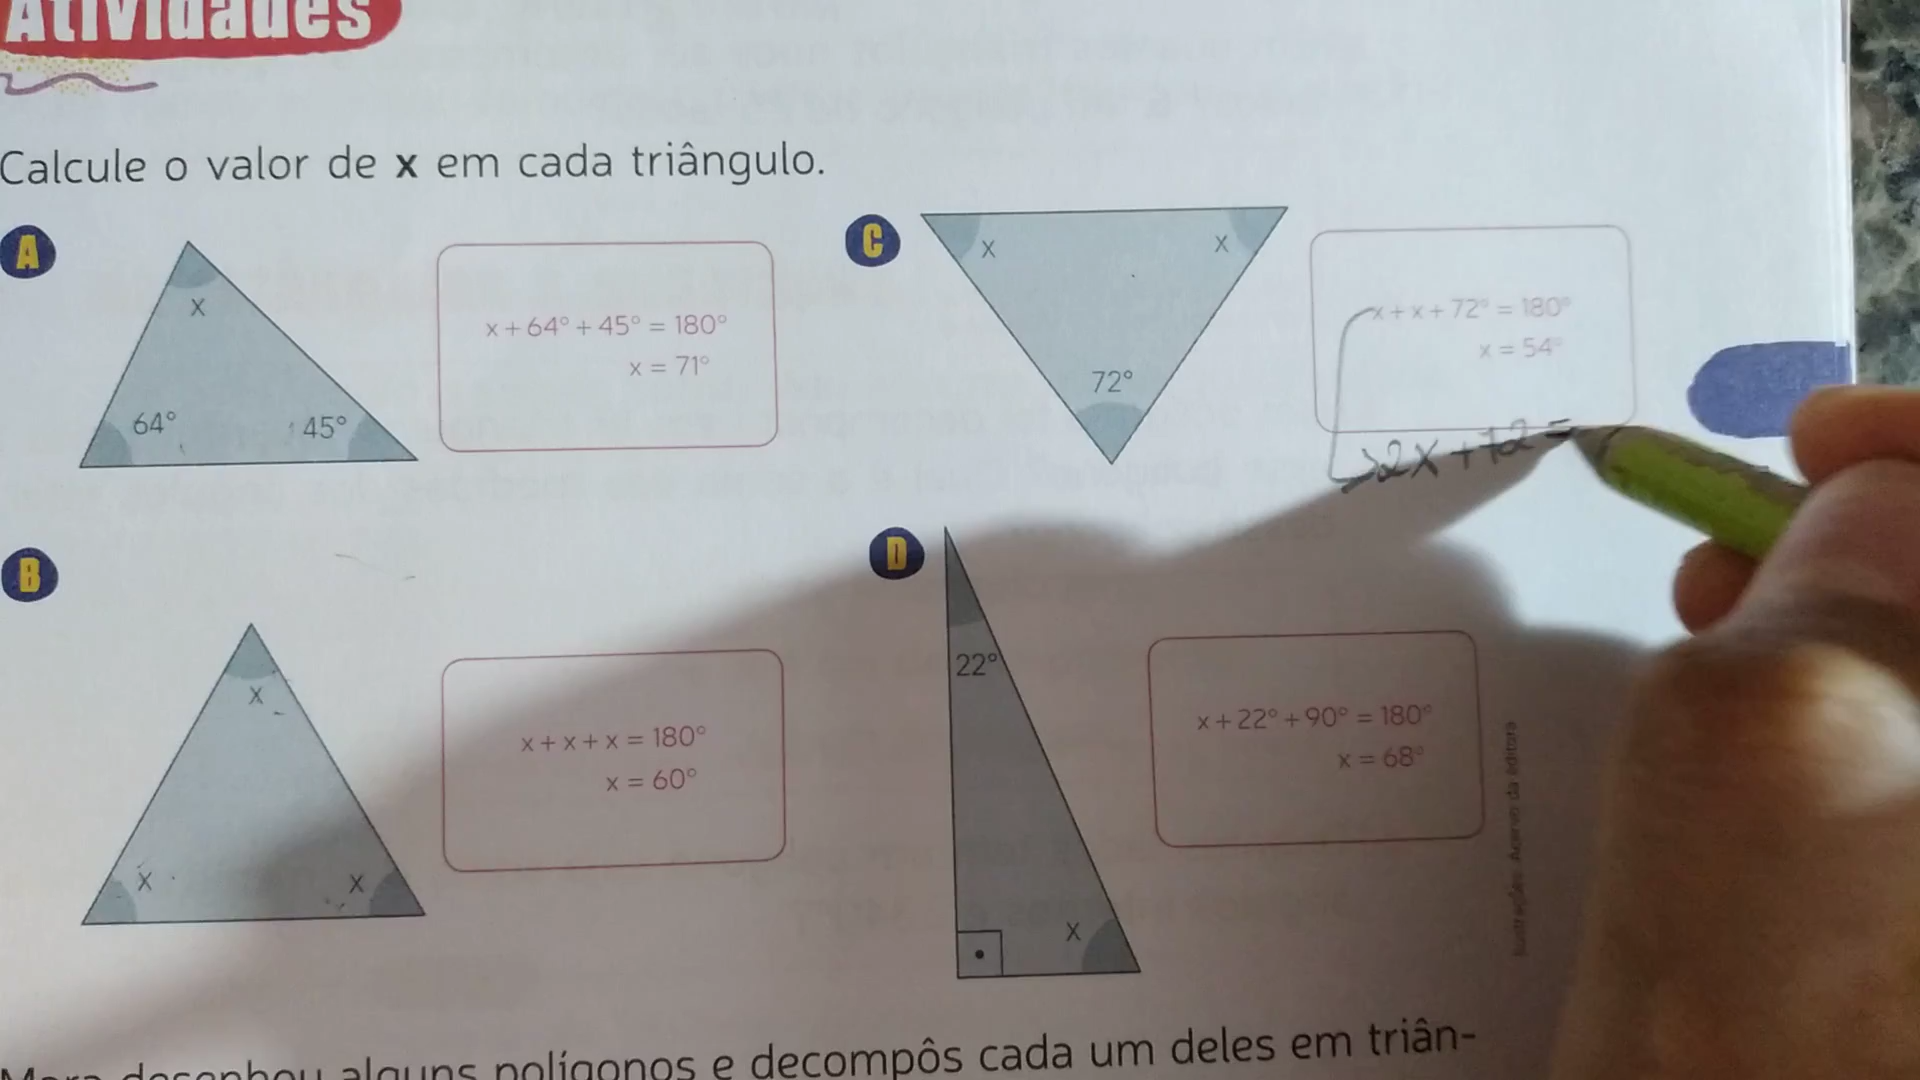 Atividades
Calcule o valor de x em cada triângulo.
A
x
64°
45°
x + 64° + 45° = 180°
x = 71°
C
x
x
72°
x + x + 72° = 180°
x = 54°
2x + 72 =
B
x
x
x
x + x + x = 180°
x = 60°
D
22°
x
x + 22° + 90° = 180°
x = 68°
Ilustrações: Acervo da editora
desenhou alguns polígonos e decompôs cada um deles em triân-